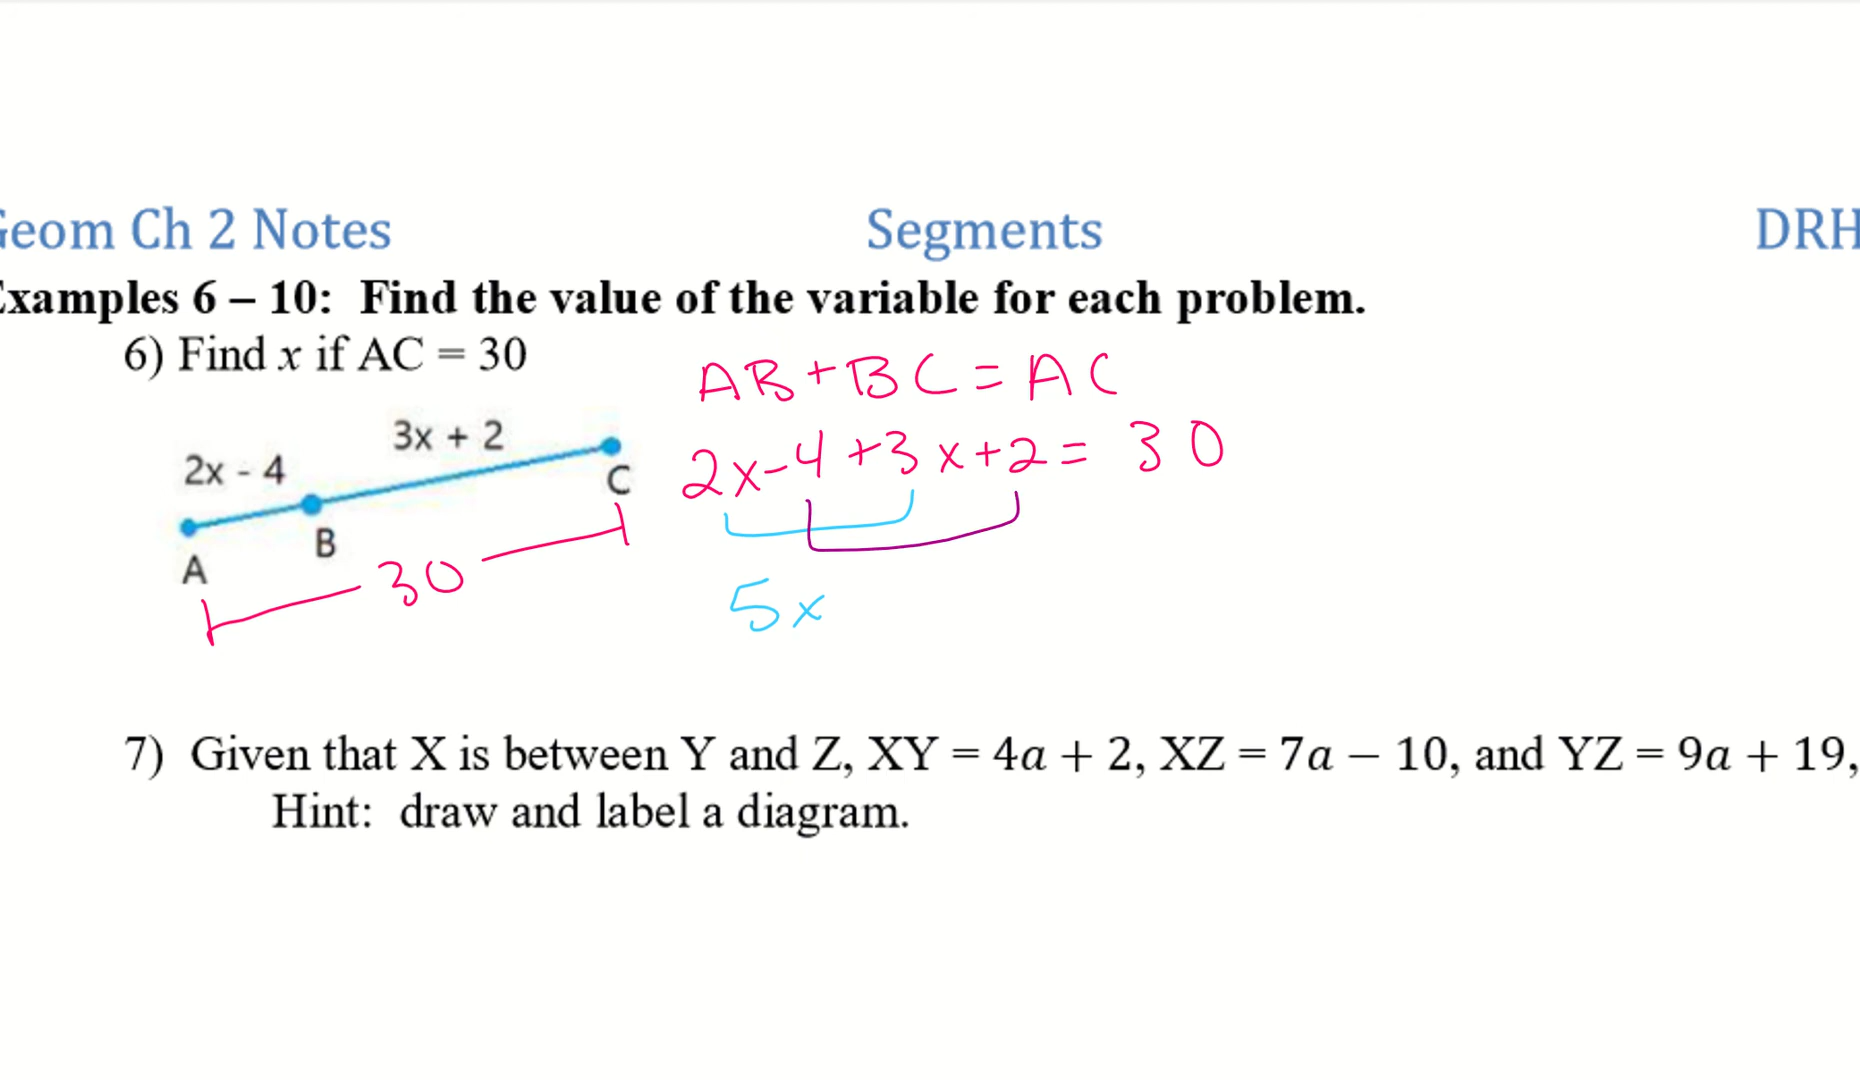 eom Ch 2 Notes Segments DRH
xamples 6 – 10: Find the value of the variable for each problem.
6) Find x if AC = 30
AB+BC=AC
2x - 4
3x + 2
2x-4+3x+2=30
A
B
C
30
5x
7) Given that X is between Y and Z, XY = 4a + 2, XZ = 7a − 10, and YZ = 9a + 19,
Hint: draw and label a diagram.